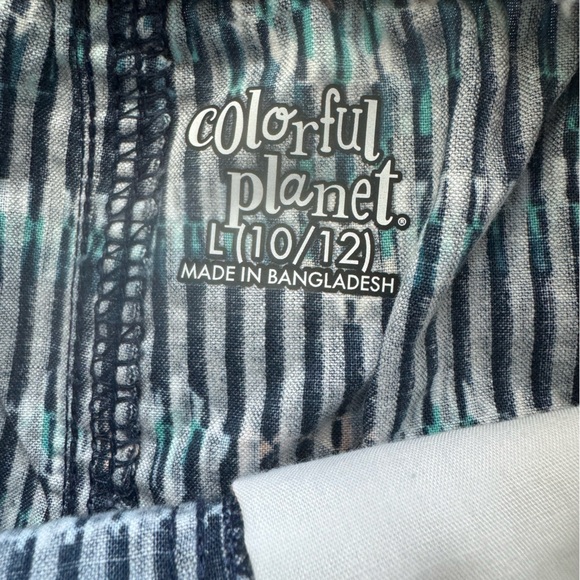 colorful
planet®
L (10/12)
MADE IN BANGLADESH